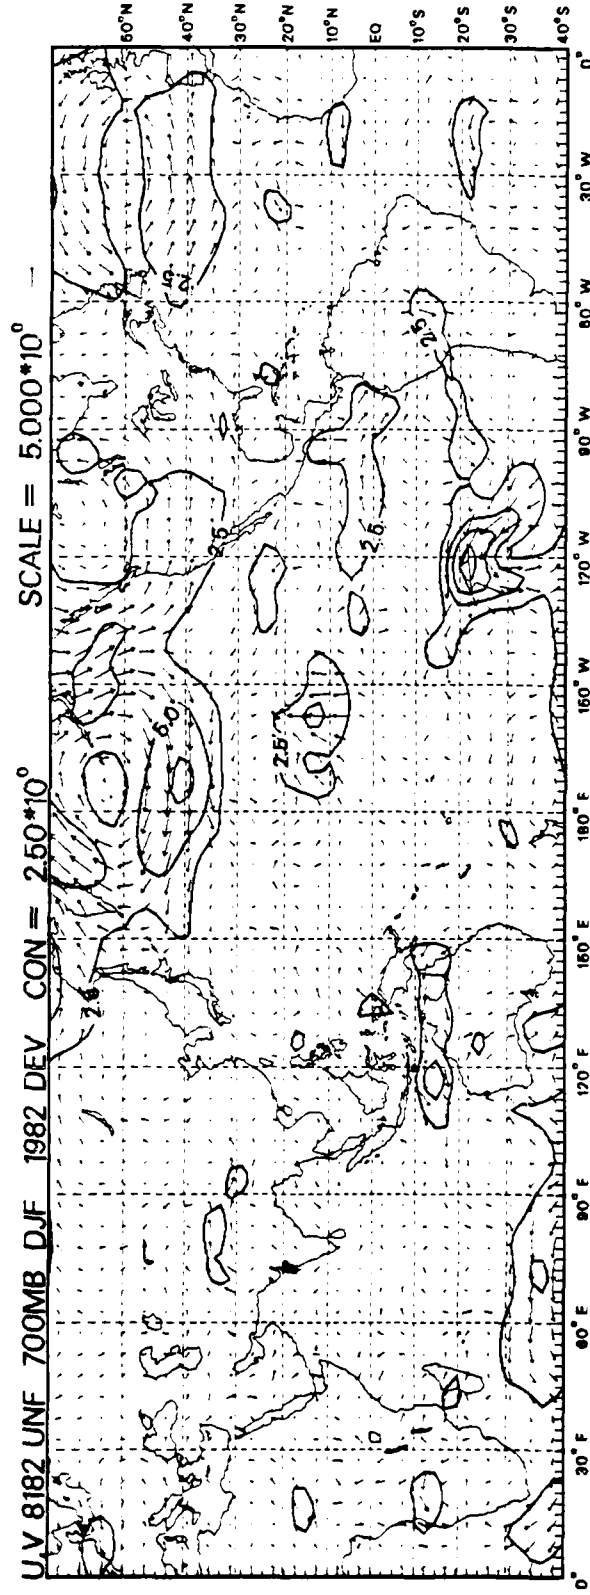 U,V 8182 UNF 700MB DJF 1982 DEV CON = 2.50*10⁰ SCALE = 5.000*10⁰ →
50°N
40°N
30°N
20°N
10°N
EQ
10°S
20°S
30°S
40°S
5.0
2.5
2.5
2.5
2.5
2.5
0° 30°E 60°E 90°E 120°E 150°E 180°E 150°W 120°W 90°W 60°W 30°W 0°